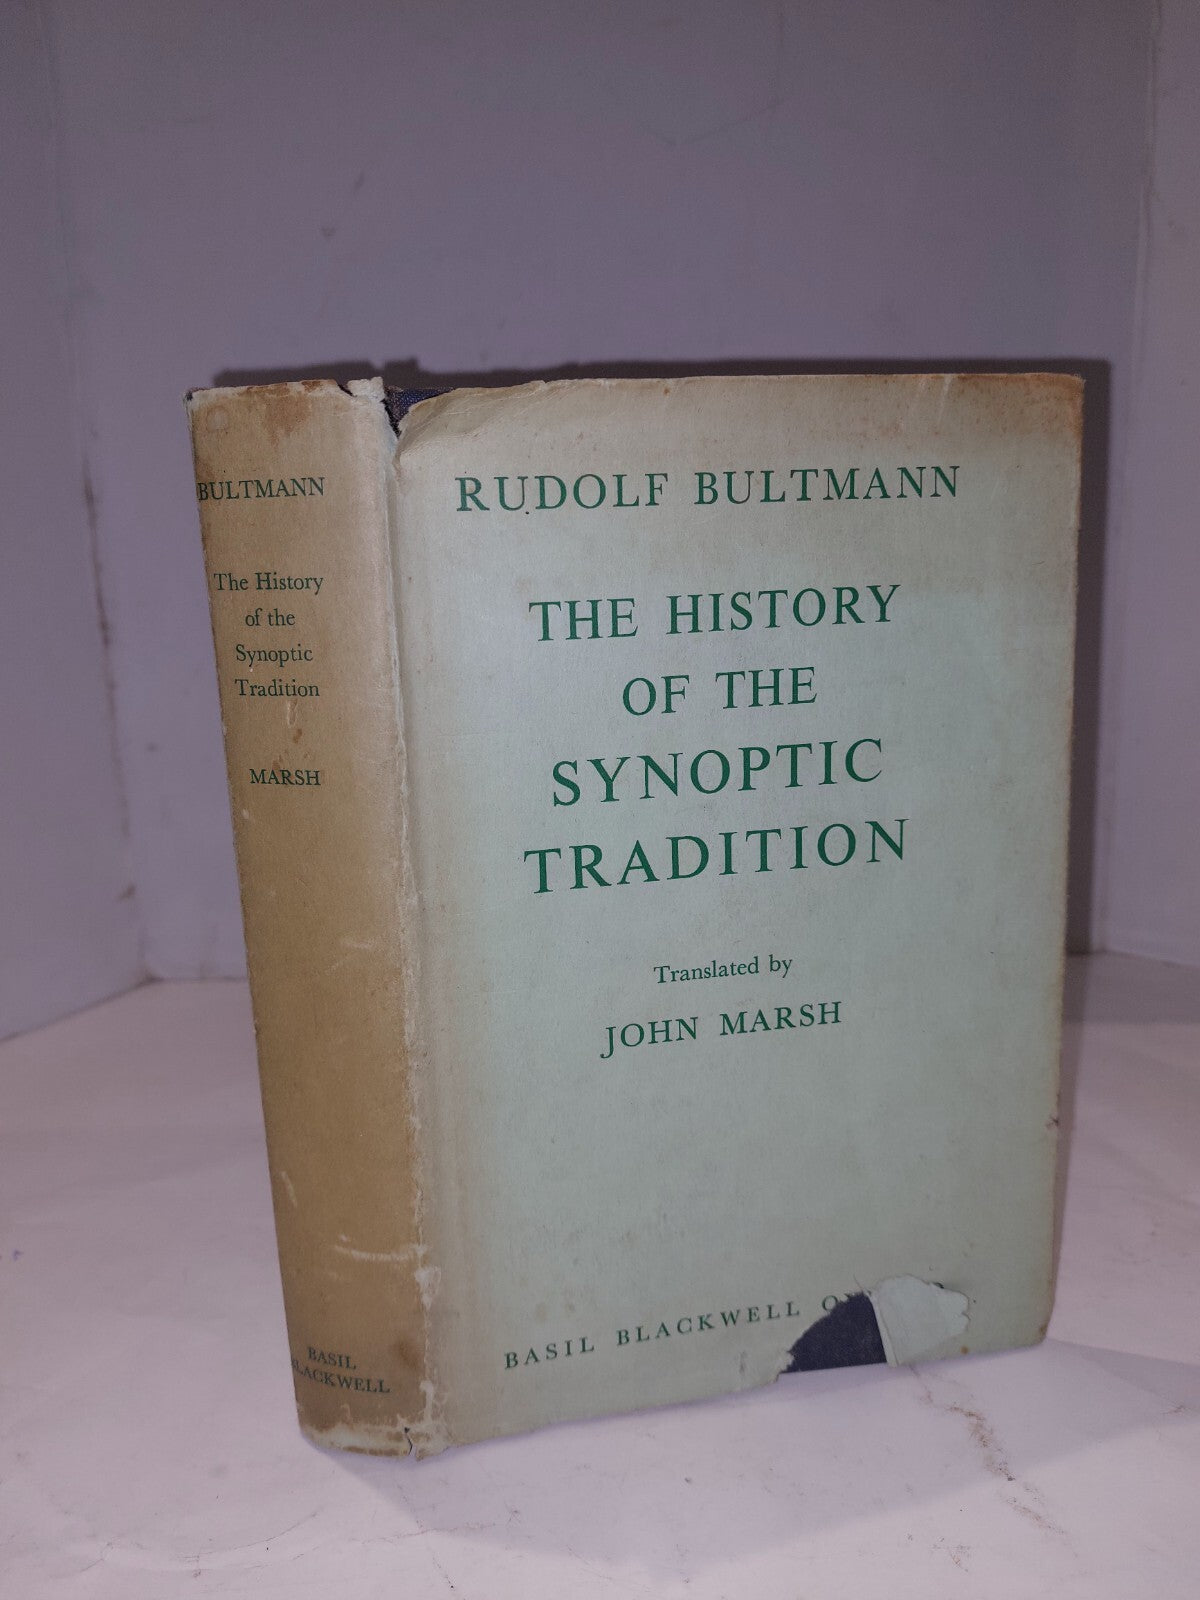 BULTMANN
The History
of the
Synoptic
Tradition
MARSH
BASIL
BLACKWELL
RUDOLF BULTMANN
THE HISTORY
OF THE
SYNOPTIC
TRADITION
Translated by
JOHN MARSH
BASIL BLACKWELL